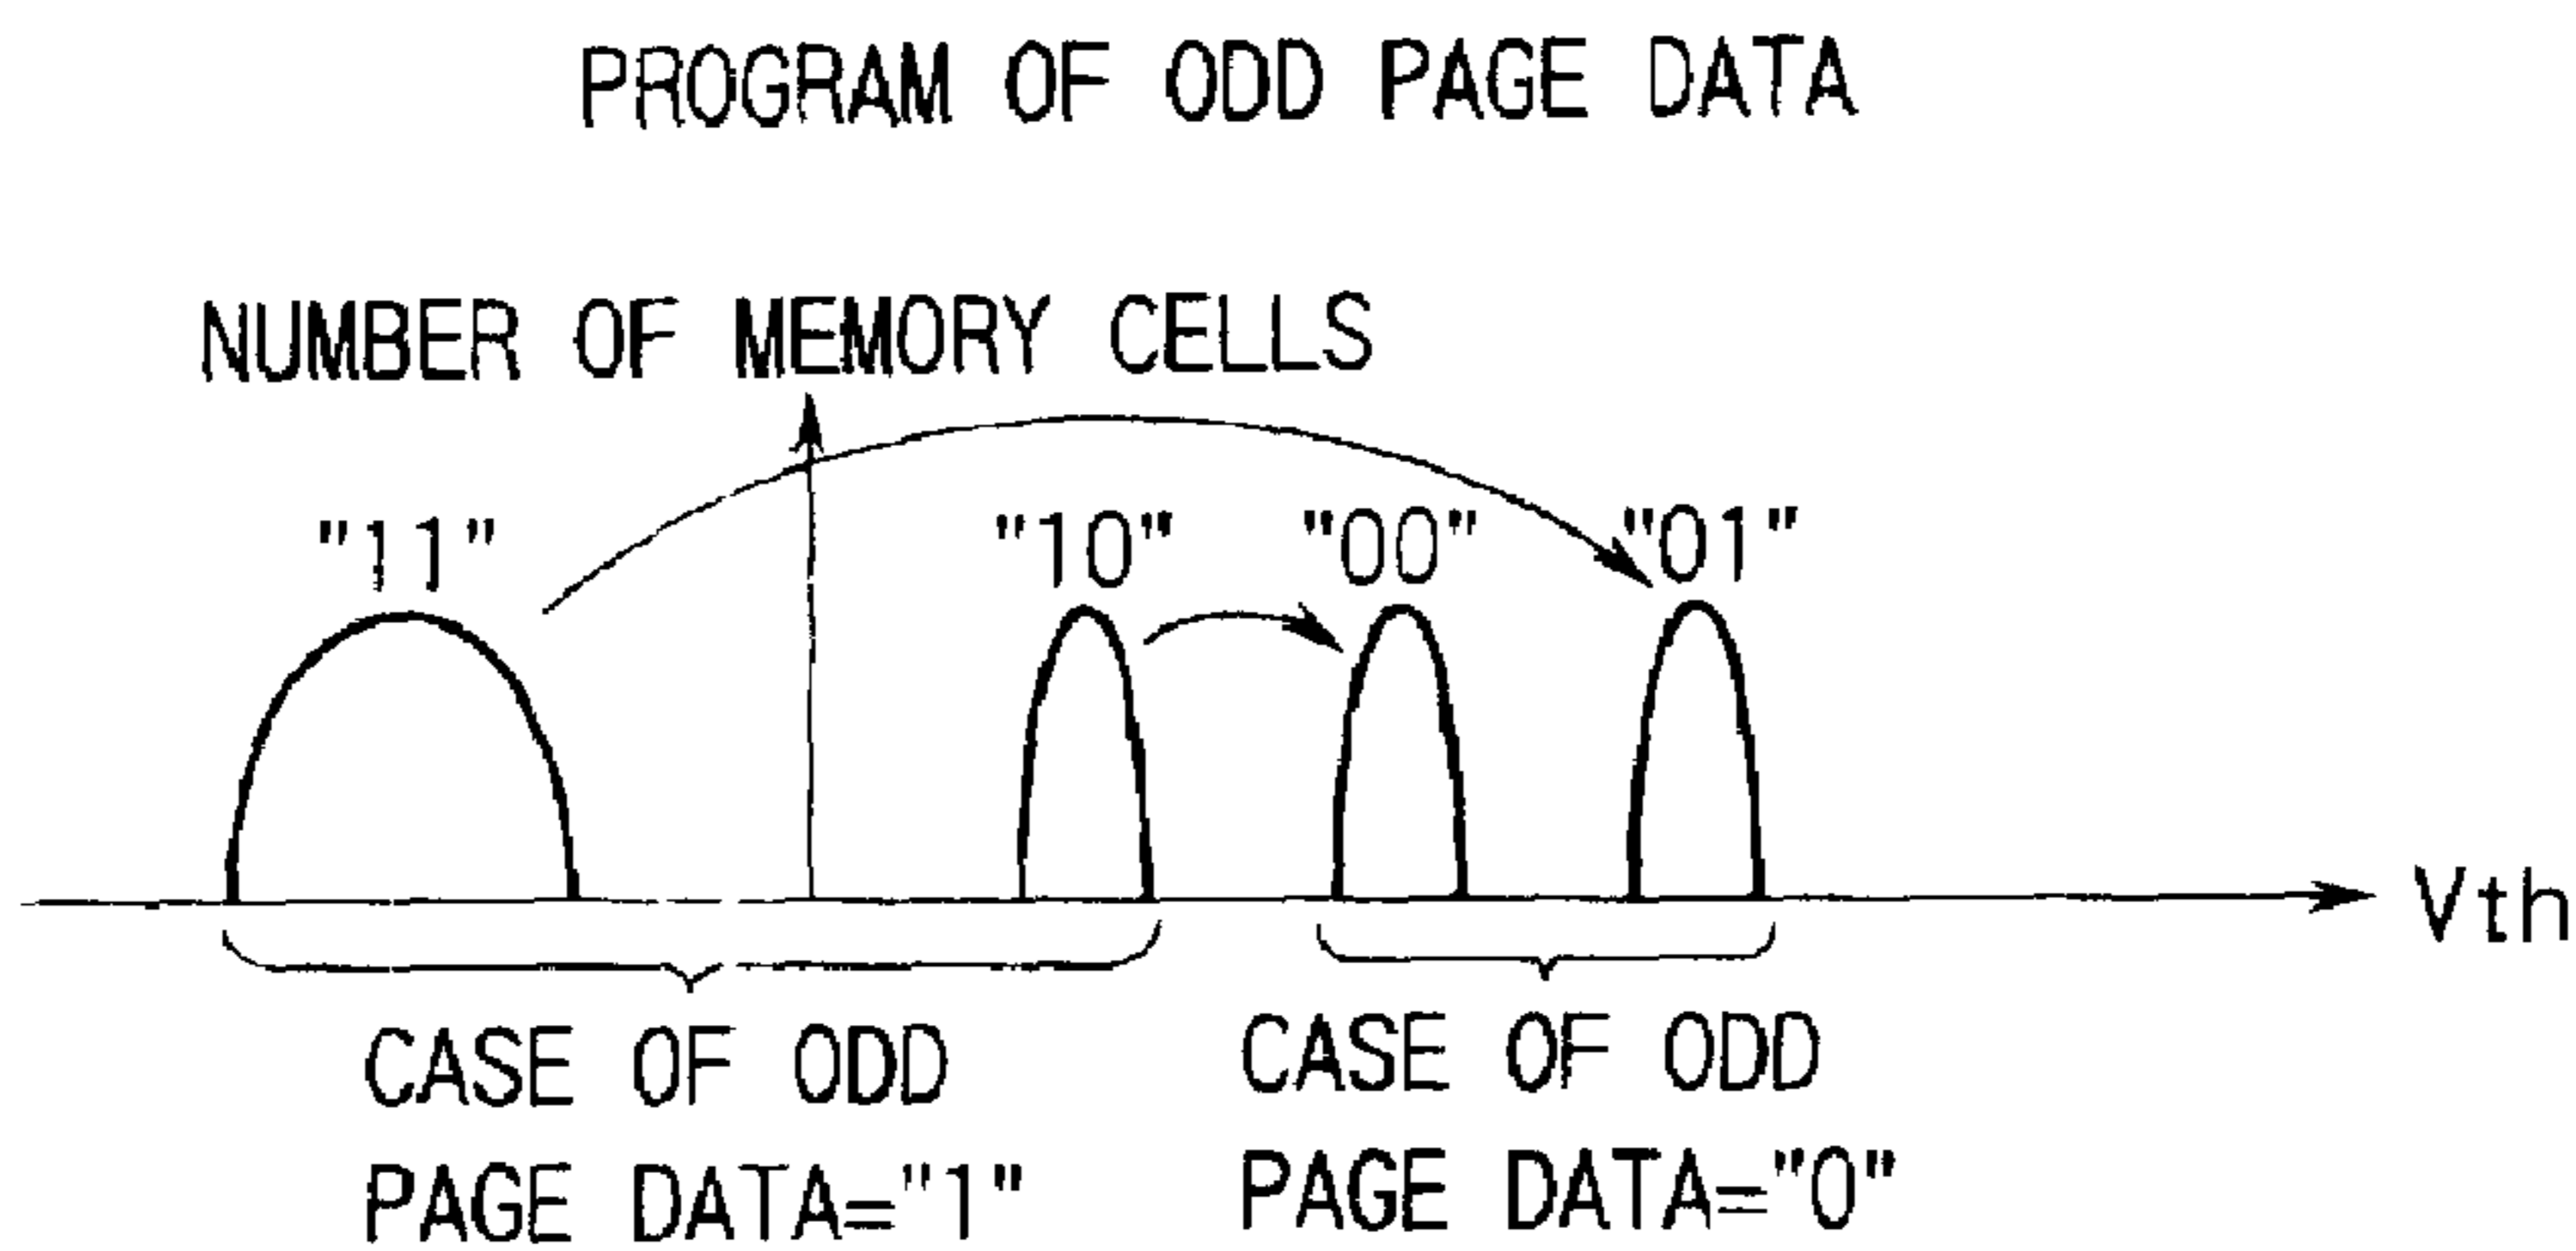 PROGRAM OF ODD PAGE DATA
NUMBER OF MEMORY CELLS
"11"
"10"
"00"
"01"
Vth
CASE OF ODD
PAGE DATA="1"
CASE OF ODD
PAGE DATA="0"